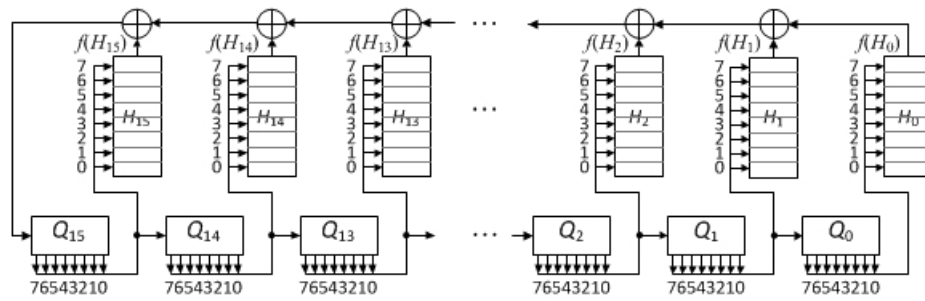 ... ...
f(H15) f(H14) f(H13) f(H2) f(H1) f(H0)
7 7 7 7 7 7
6 6 6 6 6 6
5 5 5 5 5 5
4 4 4 ... 4 4 4
3 H15 3 H14 3 H13 3 H2 3 H1 3 H0
2 2 2 2 2 2
1 1 1 1 1 1
0 0 0 0 0 0
Q15 Q14 Q13 ... Q2 Q1 Q0
76543210 76543210 76543210 76543210 76543210 76543210